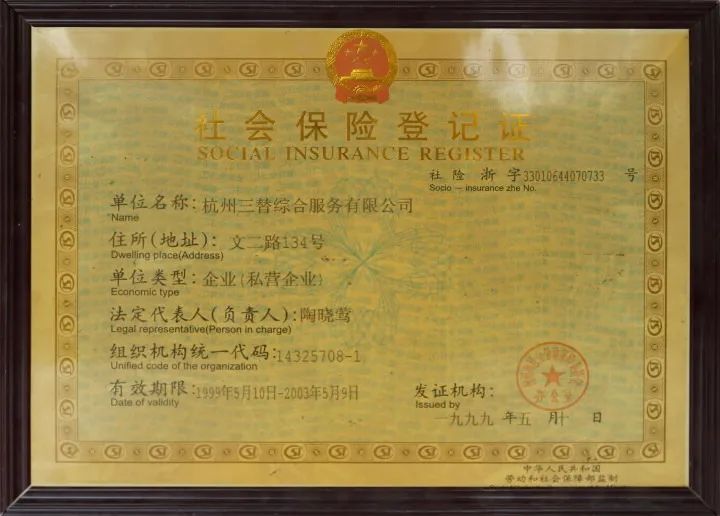 社会保险登记证
SOCIAL INSURANCE REGISTER
社险 浙 字33010644070733 号
Socio — insurance zhe No.
单位名称: 杭州三替综合服务有限公司
Name
住所(地址): 文二路134号
Dwelling place(Address)
单位类型: 企业(私营企业)
Economic type
法定代表人(负责人): 陶晓莺
Legal representative(Person in charge)
组织机构统一代码: 14325708-1
Unified code of the organization
有效期限: 1999年5月10日-2003年5月9日
Date of validity
发证机构:
Issued by
一九九九 年五 月十 日
中华人民共和国
劳动和社会保障部监制